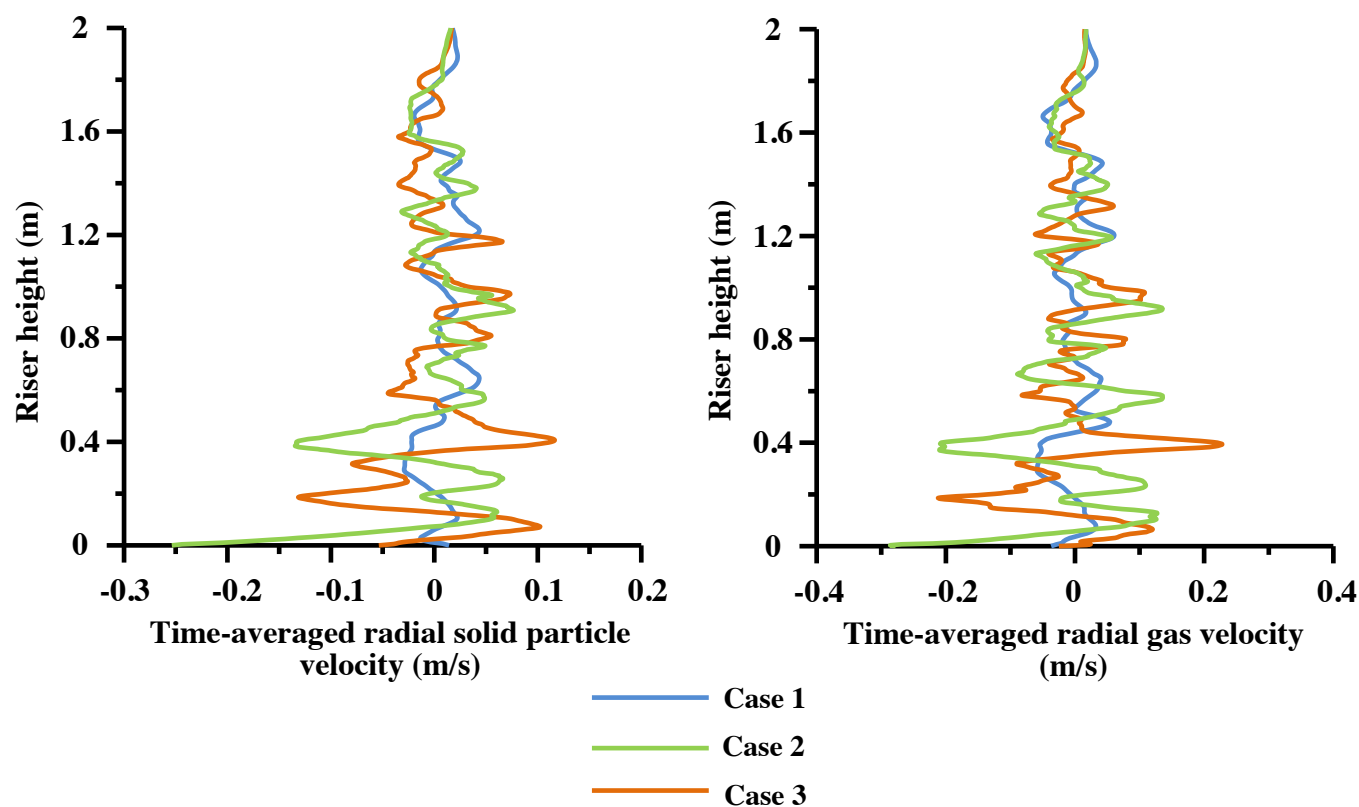 2
1.6
1.2
0.8
0.4
0
Riser height (m)
-0.3 -0.2 -0.1 0 0.1 0.2
Time-averaged radial solid particle
velocity (m/s)
2
1.6
1.2
0.8
0.4
0
Riser height (m)
-0.4 -0.2 0 0.2 0.4
Time-averaged radial gas velocity
(m/s)
Case 1
Case 2
Case 3